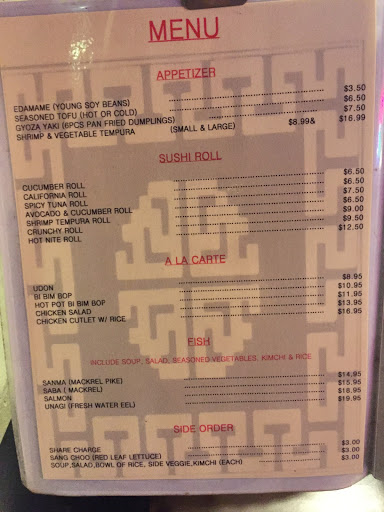 MENU
APPETIZER
EDAMAME (YOUNG SOY BEANS) $3.50
SEASONED TOFU (HOT OR COLD) $6.50
GYOZA YAKI (6PCS PAN FRIED DUMPLINGS) $7.50
SHRIMP & VEGETABLE TEMPURA (SMALL & LARGE) $8.99& $16.99
SUSHI ROLL
CUCUMBER ROLL $6.50
CALIFORNIA ROLL $6.50
SPICY TUNA ROLL $7.50
AVOCADO & CUCUMBER ROLL $6.50
SHRIMP TEMPURA ROLL $9.00
CRUNCHY ROLL $9.50
HOT NITE ROLL $12.50
A LA CARTE
UDON $8.95
BI BIM BOP $10.95
HOT POT BI BIM BOP $11.95
CHICKEN SALAD $13.95
CHICKEN CUTLET W/ RICE $16.95
FISH
INCLUDE SOUP, SALAD, SEASONED VEGETABLES, KIMCHI & RICE
SANMA (MACKREL PIKE) $14.95
SABA ( MACKREL) $15.95
SALMON $18.95
UNAGI (FRESH WATER EEL) $19.95
SIDE ORDER
SHARE CHARGE $3.00
SANG CHOO (RED LEAF LETTUCE) $3.00
SOUP,SALAD,BOWL OF RICE, SIDE VEGGIE,KIMCHI (EACH) $3.00